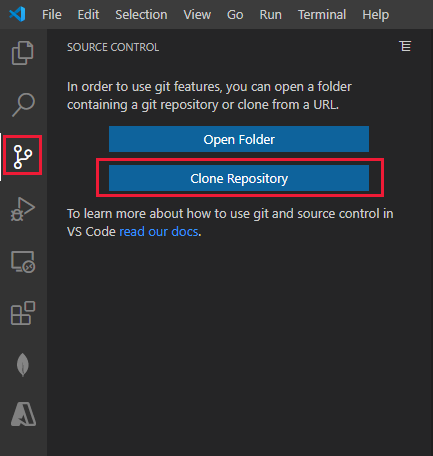 File Edit Selection View Go Run Terminal Help
SOURCE CONTROL
In order to use git features, you can open a folder
containing a git repository or clone from a URL.
Open Folder
Clone Repository
To learn more about how to use git and source control in
VS Code read our docs.